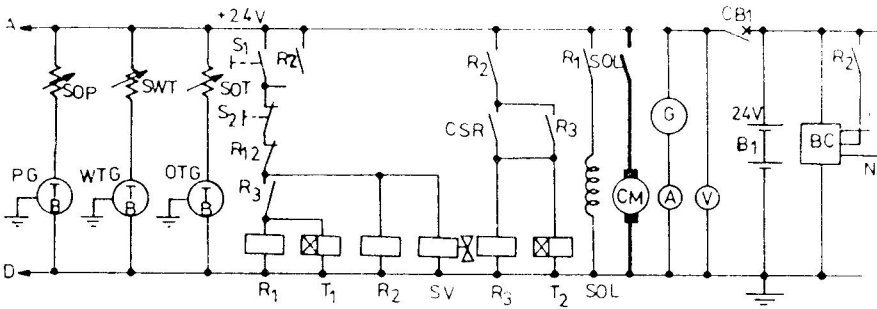 +24V
CB1
A
S1
R2
R2
R1
SOL
R2
SOP
SWT
SOT
S2
CSR
R3
G
24V
B1
BC
N
R12
PG
WTG
OTG
R3
T
B
T
B
T
B
CM
A
V
D
R1
T1
R2
SV
R3
T2
SOL